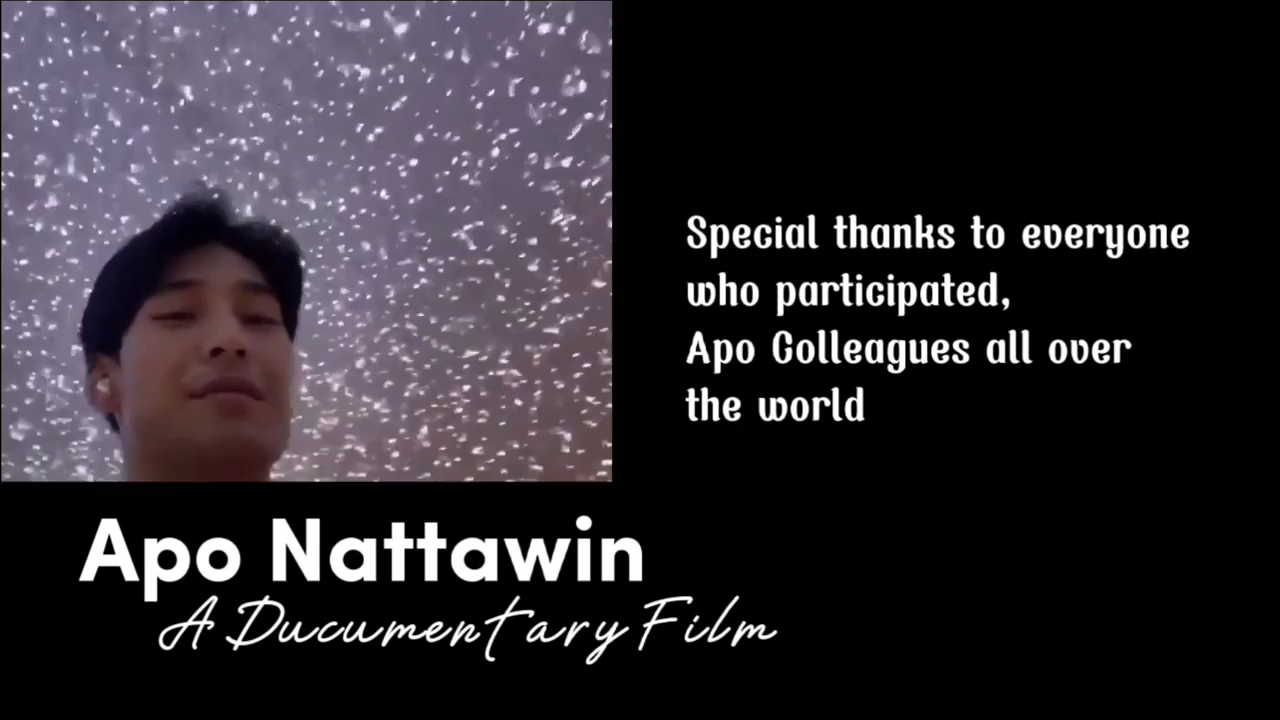 Special thanks to everyone
who participated,
Apo Colleagues all over
the world
Apo Nattawin
A Ducumentary Film